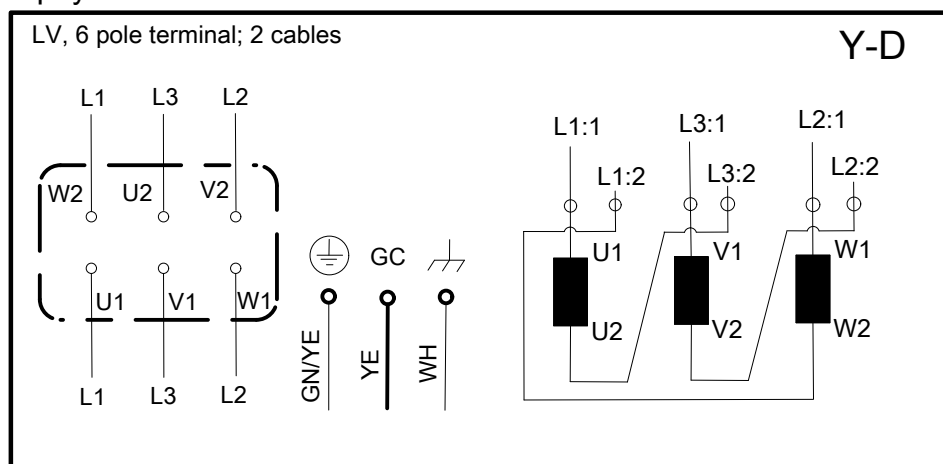 LV, 6 pole terminal; 2 cables
Y-D
L1 L3 L2
W2 U2 V2
U1 V1 W1
L1 L3 L2
GC
GN/YE YE WH
L1:1 L3:1 L2:1
L1:2 L3:2 L2:2
U1 V1 W1
U2 V2 W2